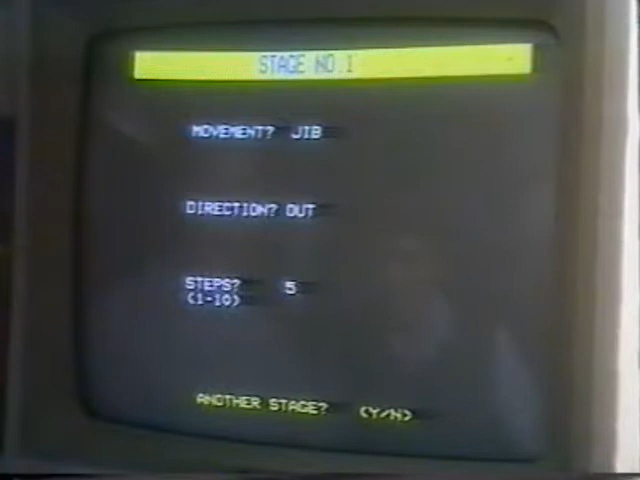 STAGE NO.1
MOVEMENT? JIB
DIRECTION? OUT
STEPS? 5
(1-10)
ANOTHER STAGE? (Y/N)